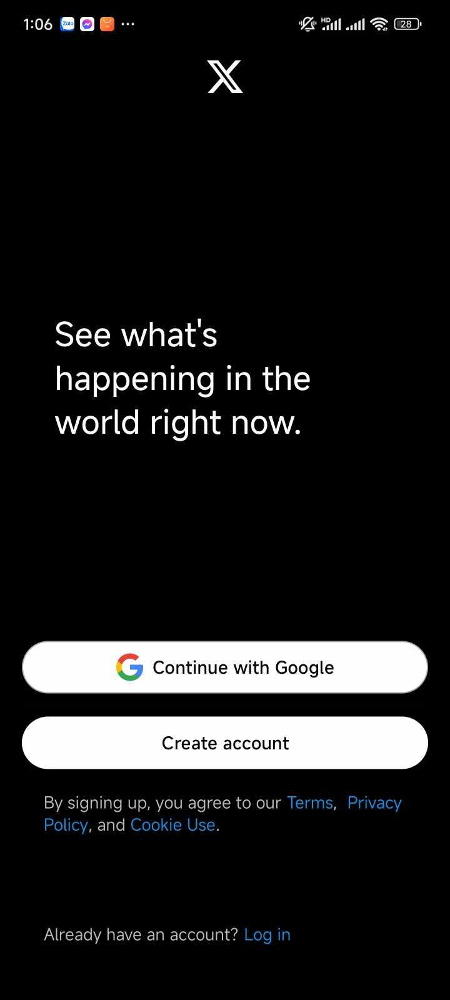 1:06 Zalo ... HD 28
See what's
happening in the
world right now.
Continue with Google
Create account
By signing up, you agree to our Terms, Privacy
Policy, and Cookie Use.
Already have an account? Log in